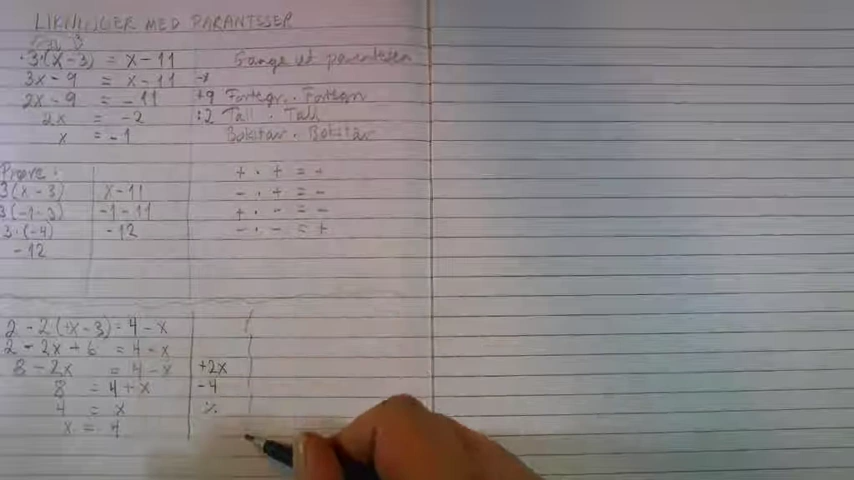 LIKNINGER MED PARANTESER
3·(x-3) = x-11
Gange ut parantesen
3x-9 = x-11 -x
2x-9 = -11 +9 Fortegn · Fortegn
2x = -2 :2 Tall · Tall
x = -1 Bokstav · Bokstav
Prøve:
+ · + = +
3(x-3) x-11 - · + = -
3(-1-3) -1-11 + · - = -
3·(-4) -12 - · - = +
-12
2-2(+x-3)=4-x
2-2x+6 =4-x
8-2x =4-x +2x
8 =4+x -4
4 = x
x = 4